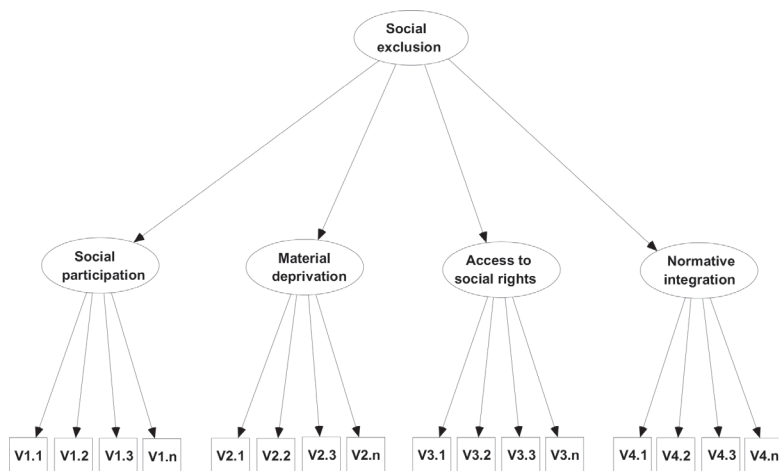 Social
exclusion
Social
participation
Material
deprivation
Access to
social rights
Normative
integration
V1.1 V1.2 V1.3 V1.n V2.1 V2.2 V2.3 V2.n V3.1 V3.2 V3.3 V3.n V4.1 V4.2 V4.3 V4.n